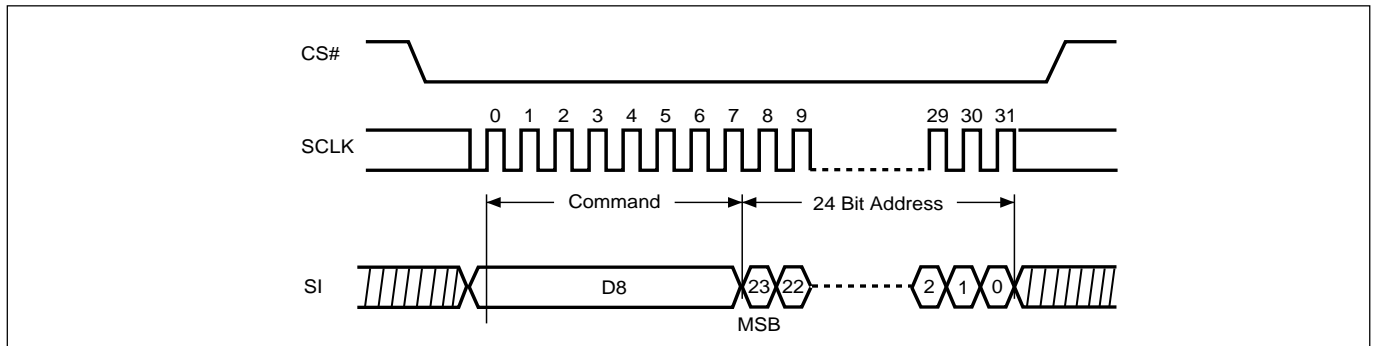 CS#
0 1 2 3 4 5 6 7 8 9 29 30 31
SCLK
Command 24 Bit Address
SI D8 23 22 2 1 0
MSB